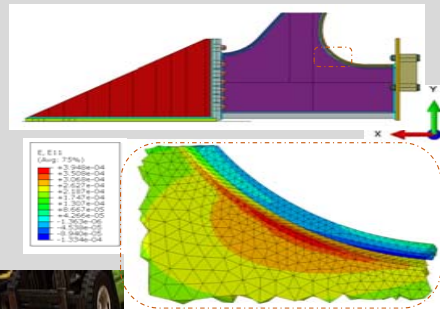 Y
X
E, E11
(Avg: 75%)
+3.948e-04
+3.508e-04
+3.068e-04
+2.627e-04
+2.187e-04
+1.747e-04
+1.307e-04
+8.667e-05
+4.266e-05
-1.363e-06
-4.538e-05
-8.940e-05
-1.334e-04